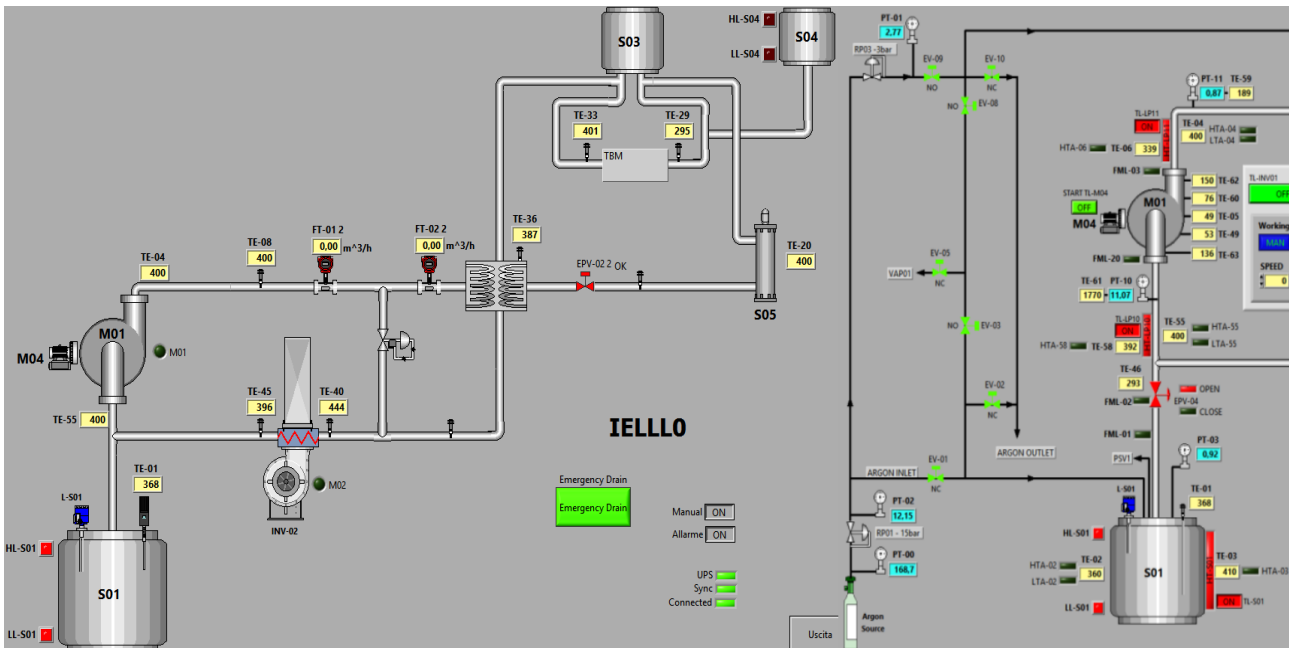 HL-S04
LL-S04
S03
S04
TE-33
401
TE-29
295
TBM
TE-36
387
TE-20
400
EPV-02 2 OK
S05
FT-01 2
0,00 m^3/h
FT-02 2
0,00 m^3/h
TE-08
400
TE-04
400
M01
M04
M01
TE-55 400
TE-45
396
TE-40
444
M02
INV-02
TE-01
368
L-S01
HL-S01
S01
LL-S01
IELLLO
Emergency Drain
Emergency Drain
Manual ON
Allarme ON
UPS
Sync
Connected
Uscita
PT-01
2,77
RP03 -3bar
EV-09
NO
EV-10
NC
NO EV-08
EV-05
NC
VAP01
NO EV-03
EV-02
NC
ARGON OUTLET
ARGON INLET
EV-01
NC
PT-02
12,15
RP01 - 15bar
PT-00
168,7
Argon
Source
PT-11 TE-59
0,87 189
TL-LP11
ON
HT-LP11
TE-04
400
HTA-04
LTA-04
HTA-06 TE-06 339
FML-03
START TL-M04
OFF
M01
M04
150 TE-62
76 TE-60
49 TE-05
53 TE-49
136 TE-63
FML-20
TE-61 PT-10
1770 11,07
TL-LP10
ON
TE-55
400
HTA-55
LTA-55
HTA-58 TE-58 392
TE-46
293
OPEN
FML-02 EPV-04
CLOSE
FML-01
PSV1
PT-03
0,92
TE-01
368
L-S01
HL-S01
HTA-02 TE-02
LTA-02 360
S01
HT-S01
TE-03
410 HTA-03
LL-S01
ON TL-S01
TL-INV01
OFF
Working
MAN
SPEED
0